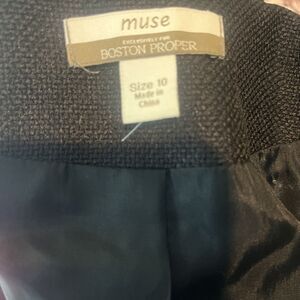 muse
EXCLUSIVELY FOR
BOSTON PROPER
Size 10
Made in
China